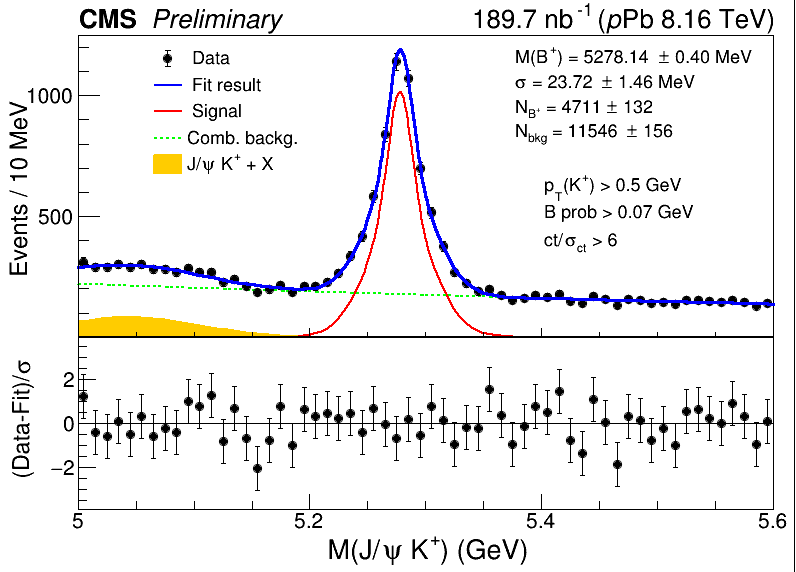 CMS Preliminary 189.7 nb⁻¹ (pPb 8.16 TeV)
Data
Fit result
Signal
Comb. backg.
J/ψ K⁺ + X
M(B⁺) = 5278.14 ± 0.40 MeV
σ = 23.72 ± 1.46 MeV
N_B⁺ = 4711 ± 132
N_bkg = 11546 ± 156
p_T(K⁺) > 0.5 GeV
B prob > 0.07 GeV
ct/σ_ct > 6
Events / 10 MeV
1000
500
(Data-Fit)/σ
2
0
−2
5 5.2 5.4 5.6
M(J/ψ K⁺) (GeV)